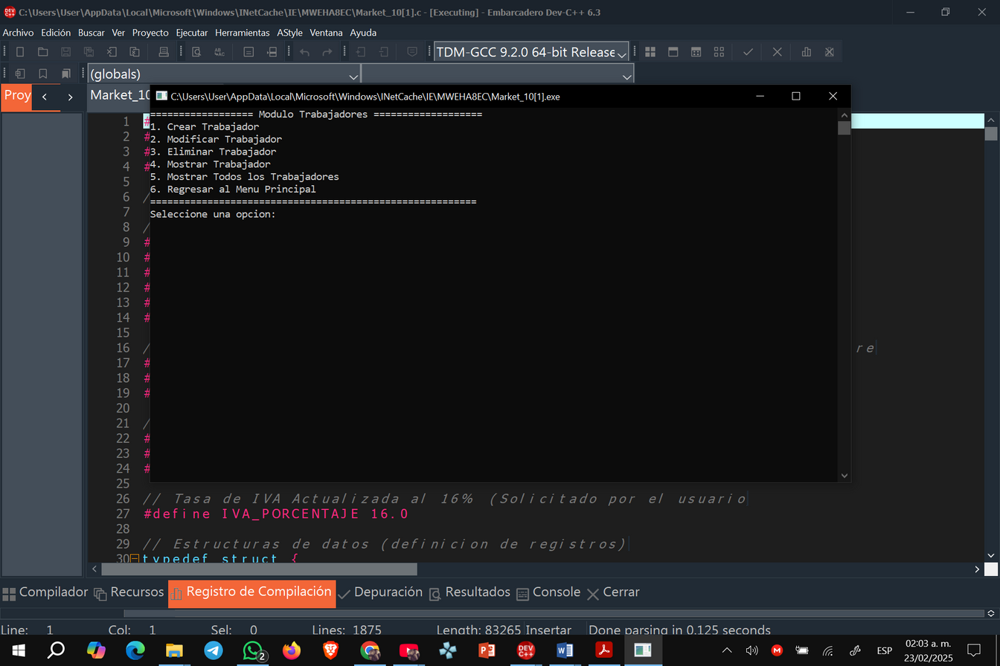 C:\Users\User\AppData\Local\Microsoft\Windows\INetCache\IE\MWEHA8EC\Market_10[1].c - [Executing] - Embarcadero Dev-C++ 6.3
Archivo Edición Buscar Ver Proyecto Ejecutar Herramientas AStyle Ventana Ayuda
TDM-GCC 9.2.0 64-bit Release
(globals)
Proy
Market_10
C:\Users\User\AppData\Local\Microsoft\Windows\INetCache\IE\MWEHA8EC\Market_10[1].exe
================== Modulo Trabajadores ===================
1. Crear Trabajador
2. Modificar Trabajador
3. Eliminar Trabajador
4. Mostrar Trabajador
5. Mostrar Todos los Trabajadores
6. Regresar al Menu Principal
=========================================================
Seleccione una opcion:
1 #
2 #
3 #
4 #
5
6 /
7
8 /
9 #
10 #
11 #
12 #
13 #
14 #
15
16 / re
17 #
18 #
19 #
20
21 /
22 #
23 #
24 #
25
26 // Tasa de IVA Actualizada al 16% (Solicitado por el usuario
27 #define IVA_PORCENTAJE 16.0
28
29 // Estructuras de datos (definicion de registros)
30 typedef struct {
Compilador Recursos Registro de Compilación Depuración Resultados Console Cerrar
Line: 1 Col: 1 Sel: 0 Lines: 1875 Length: 83265 Insertar Done parsing in 0.125 seconds
2
DEV C++
ESP
02:03 a. m.
23/02/2025